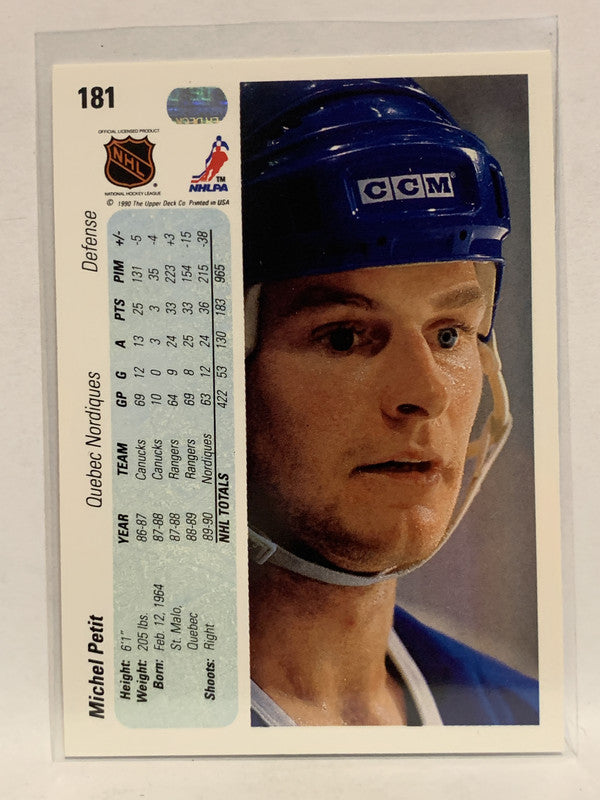 181
OFFICIAL LICENSED PRODUCT
NHL
NATIONAL HOCKEY LEAGUE
™
NHLPA
© 1990 The Upper Deck Co. Printed in USA
CCM
Michel Petit Quebec Nordiques Defense
Height: 6'1"
Weight: 205 lbs.
Born: Feb. 12, 1964
St. Malo,
Quebec
Shoots: Right
YEAR TEAM GP G A PTS PIM +/-
86-87 Canucks 69 12 13 25 131 -5
87-88 Canucks 10 0 3 3 35 -4
87-88 Rangers 64 9 24 33 223 +3
88-89 Rangers 69 8 25 33 154 -15
89-90 Nordiques 63 12 24 36 215 -38
NHL TOTALS 422 53 130 183 965